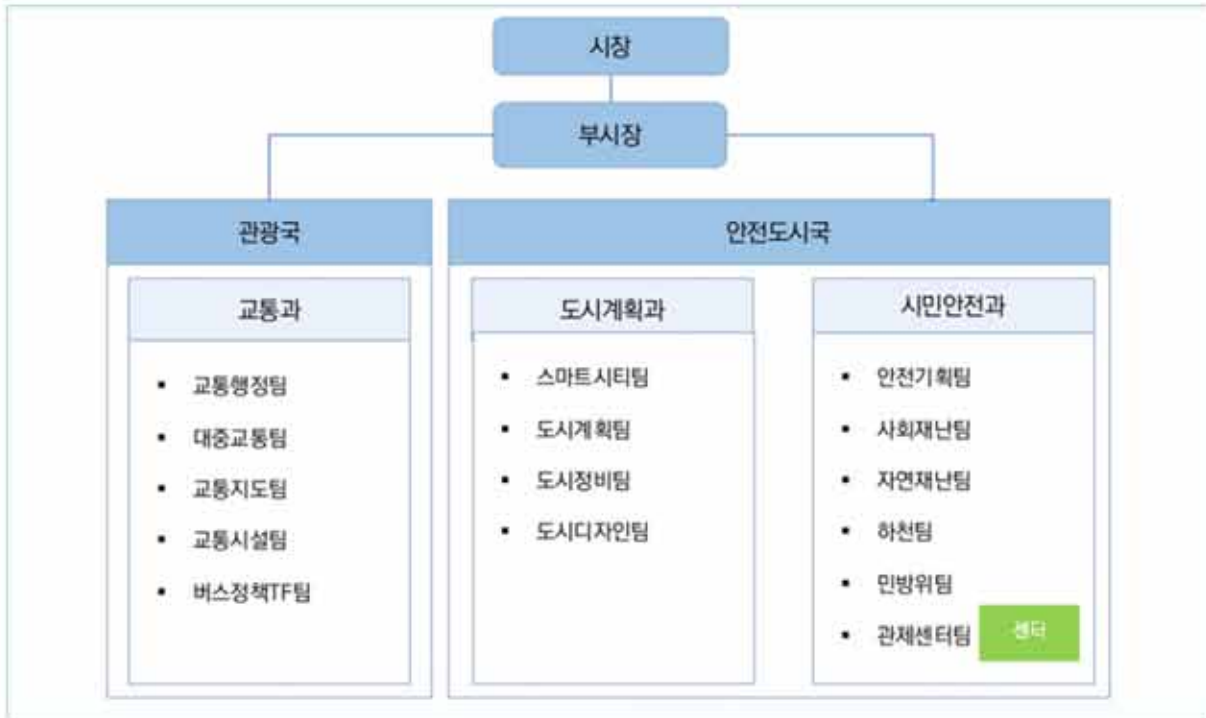 시장
부시장
관광국
교통과
▪ 교통행정팀
▪ 대중교통팀
▪ 교통지도팀
▪ 교통시설팀
▪ 버스정책TF팀
안전도시국
도시계획과
▪ 스마트시티팀
▪ 도시계획팀
▪ 도시정비팀
▪ 도시디자인팀
시민안전과
▪ 안전기획팀
▪ 사회재난팀
▪ 자연재난팀
▪ 하천팀
▪ 민방위팀
▪ 관제센터팀 센터